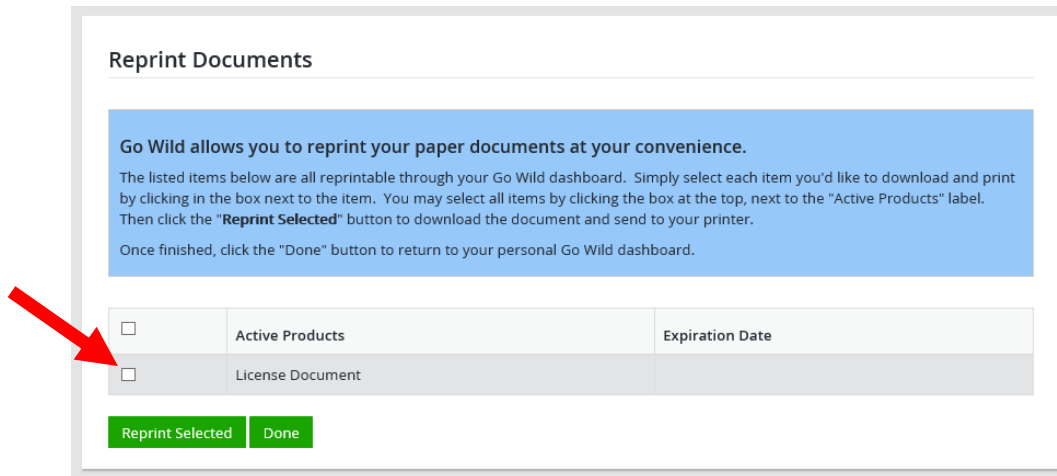 Reprint Documents
Go Wild allows you to reprint your paper documents at your convenience.
The listed items below are all reprintable through your Go Wild dashboard. Simply select each item you'd like to download and print
by clicking in the box next to the item. You may select all items by clicking the box at the top, next to the "Active Products" label.
Then click the "Reprint Selected" button to download the document and send to your printer.
Once finished, click the "Done" button to return to your personal Go Wild dashboard.
Active Products Expiration Date
License Document
Reprint Selected Done